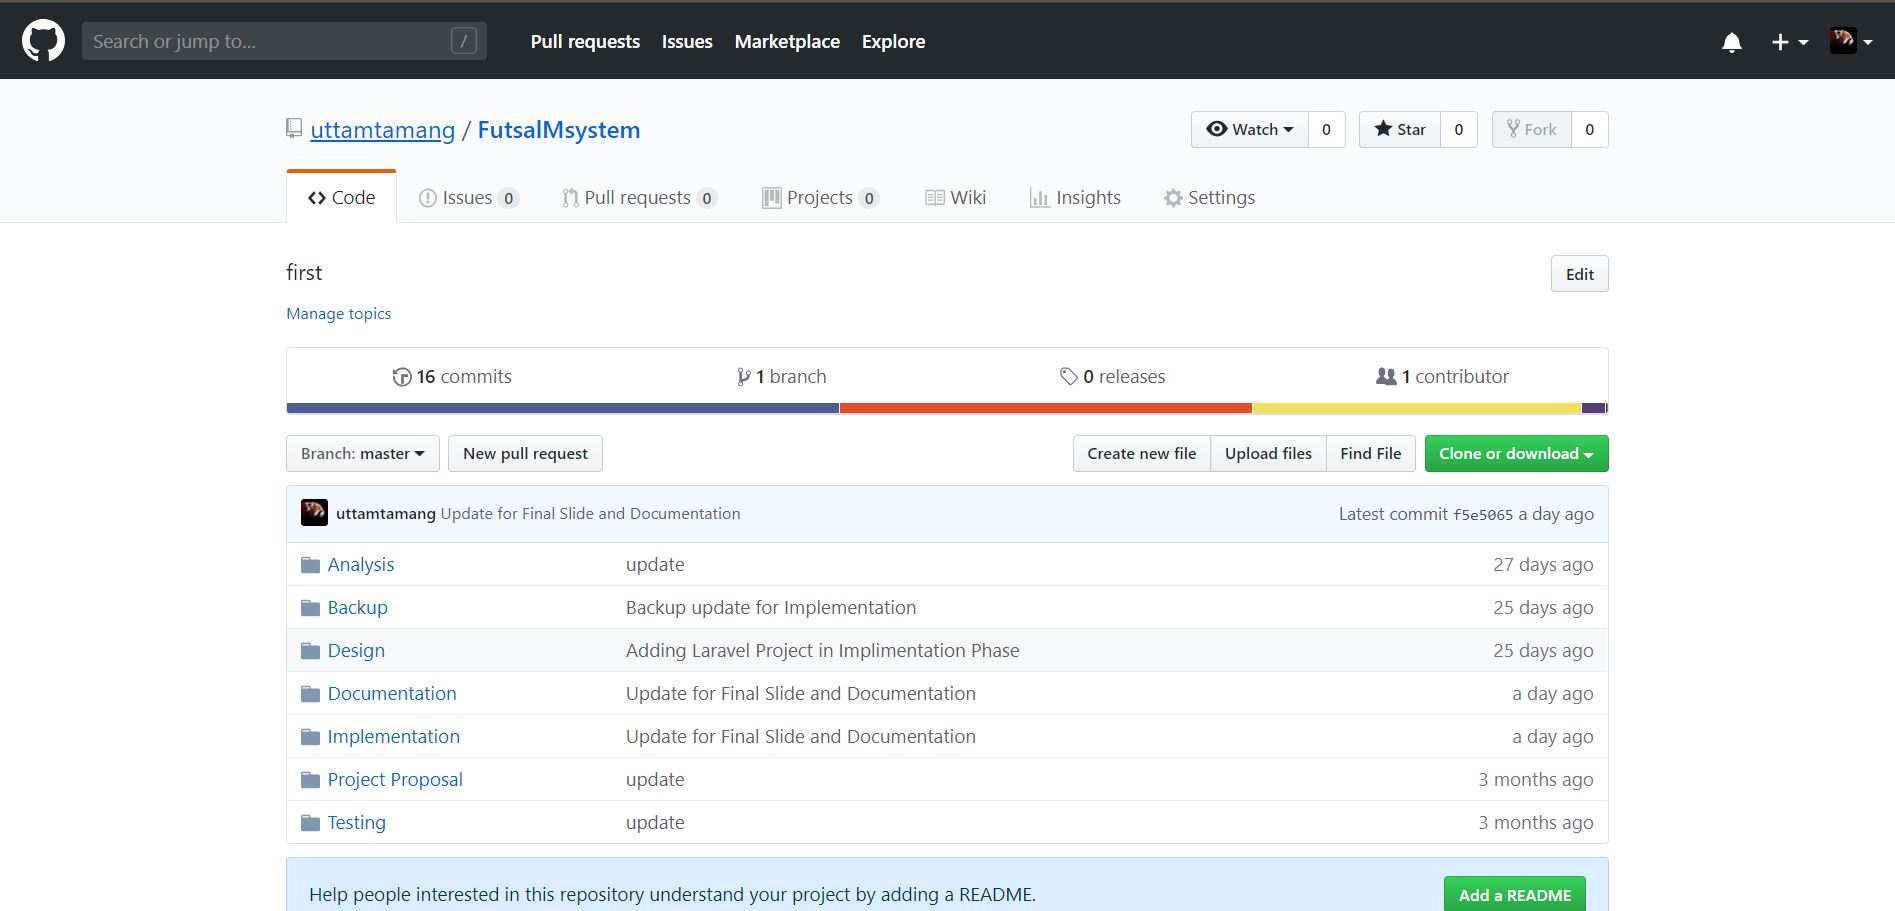 Search or jump to... /
Pull requests Issues Marketplace Explore
uttamtamang / FutsalMsystem
Watch 0 Star 0 Fork 0
Code Issues 0 Pull requests 0 Projects 0 Wiki Insights Settings
first Edit
Manage topics
16 commits 1 branch 0 releases 1 contributor
Branch: master New pull request Create new file Upload files Find File Clone or download
uttamtamang Update for Final Slide and Documentation Latest commit f5e5065 a day ago
Analysis update 27 days ago
Backup Backup update for Implementation 25 days ago
Design Adding Laravel Project in Implimentation Phase 25 days ago
Documentation Update for Final Slide and Documentation a day ago
Implementation Update for Final Slide and Documentation a day ago
Project Proposal update 3 months ago
Testing update 3 months ago
Help people interested in this repository understand your project by adding a README. Add a README